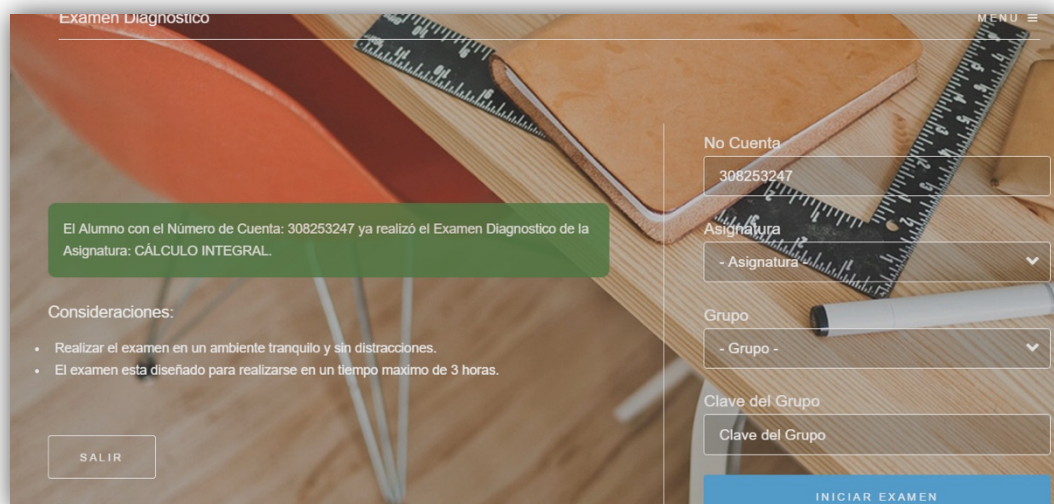 Examen Diagnostico
MENU
El Alumno con el Número de Cuenta: 308253247 ya realizó el Examen Diagnostico de la
Asignatura: CÁLCULO INTEGRAL.
Consideraciones:
Realizar el examen en un ambiente tranquilo y sin distracciones.
El examen esta diseñado para realizarse en un tiempo maximo de 3 horas.
SALIR
No Cuenta
308253247
Asignatura
- Asignatura -
Grupo
- Grupo -
Clave del Grupo
Clave del Grupo
INICIAR EXAMEN